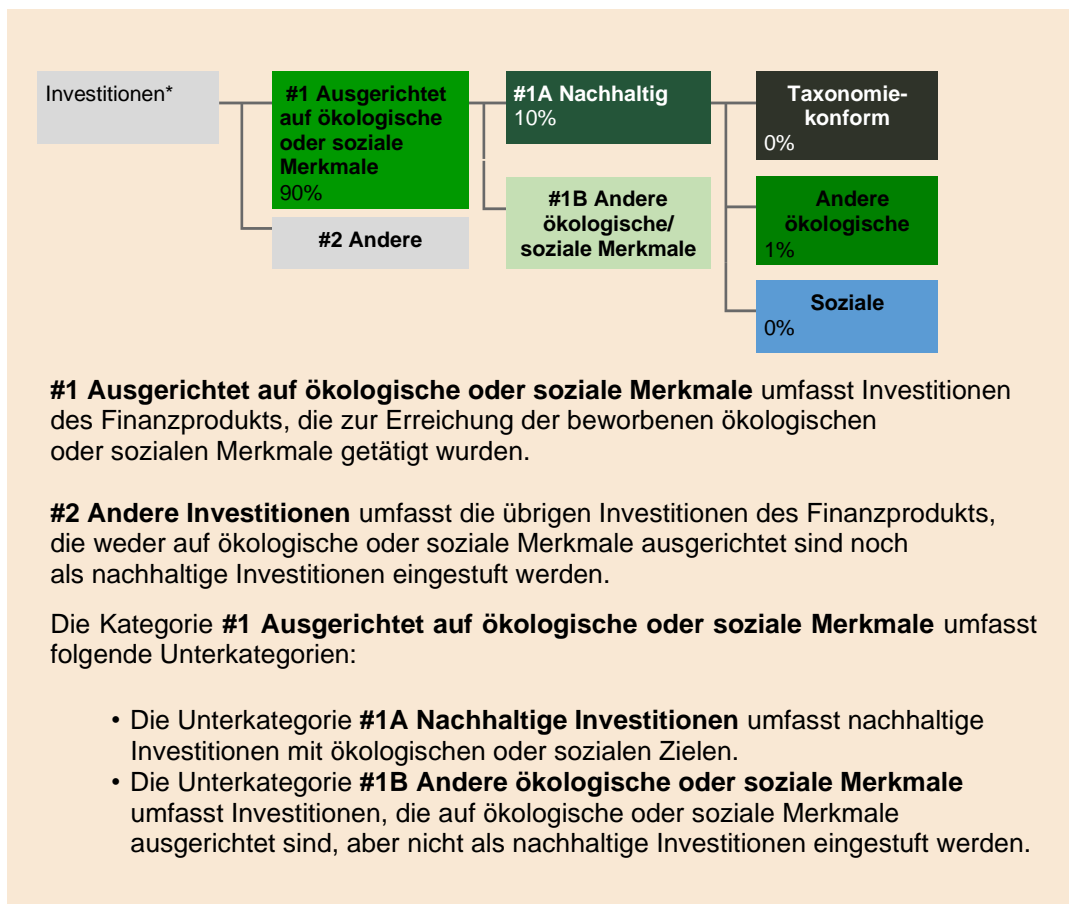 Investitionen*
#1 Ausgerichtet
auf ökologische
oder soziale
Merkmale
90%
#2 Andere
#1A Nachhaltig
10%
#1B Andere
ökologische/
soziale Merkmale
Taxonomie-
konform
0%
Andere
ökologische
1%
Soziale
0%
#1 Ausgerichtet auf ökologische oder soziale Merkmale umfasst Investitionen
des Finanzprodukts, die zur Erreichung der beworbenen ökologischen
oder sozialen Merkmale getätigt wurden.
#2 Andere Investitionen umfasst die übrigen Investitionen des Finanzprodukts,
die weder auf ökologische oder soziale Merkmale ausgerichtet sind noch
als nachhaltige Investitionen eingestuft werden.
Die Kategorie #1 Ausgerichtet auf ökologische oder soziale Merkmale umfasst
folgende Unterkategorien:
• Die Unterkategorie #1A Nachhaltige Investitionen umfasst nachhaltige
Investitionen mit ökologischen oder sozialen Zielen.
• Die Unterkategorie #1B Andere ökologische oder soziale Merkmale
umfasst Investitionen, die auf ökologische oder soziale Merkmale
ausgerichtet sind, aber nicht als nachhaltige Investitionen eingestuft werden.